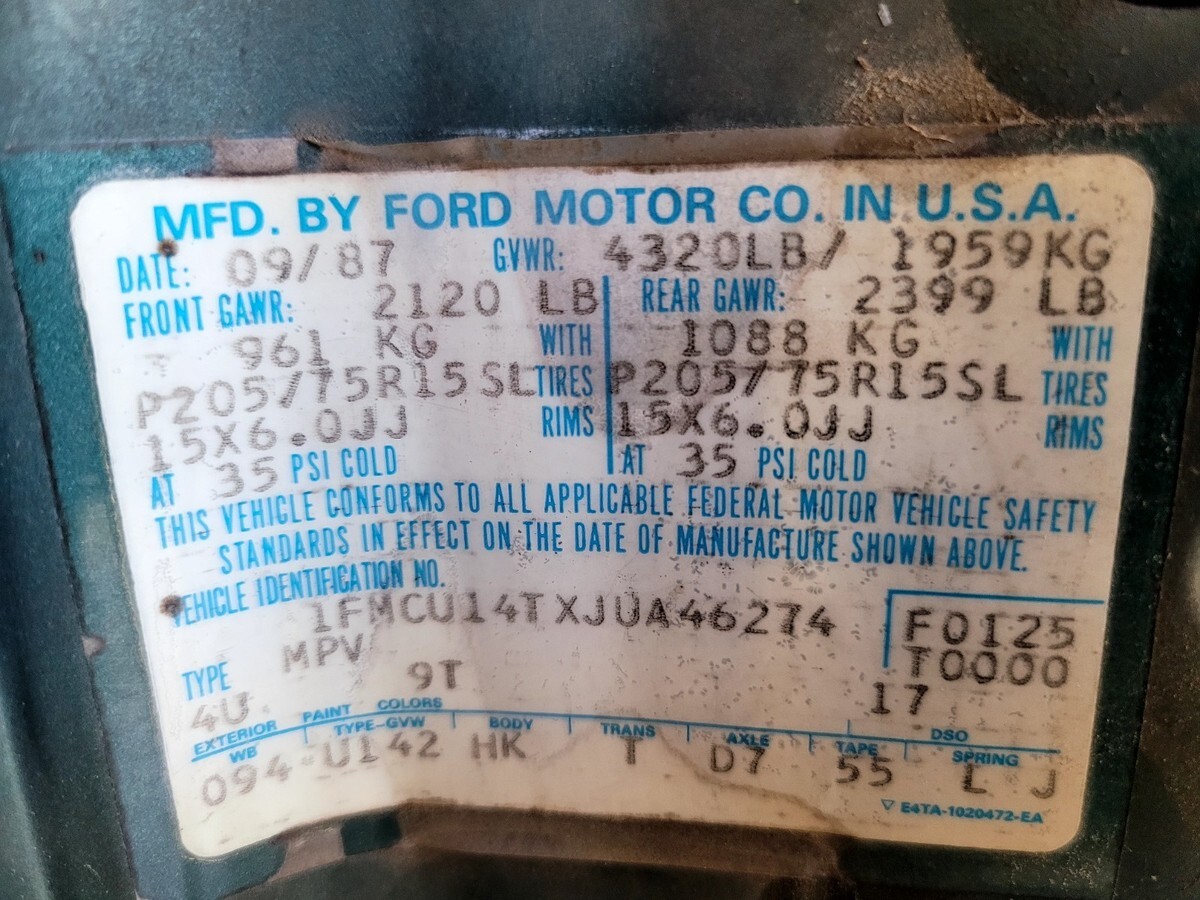 MFD. BY FORD MOTOR CO. IN U.S.A.
DATE: 09/87 GVWR: 4320LB/ 1959KG
FRONT GAWR: 2120 LB REAR GAWR: 2399 LB
961 KG WITH 1088 KG WITH
P205/75R15SL TIRES P205/75R15SL TIRES
15X6.0JJ RIMS 15X6.0JJ RIMS
AT 35 PSI COLD AT 35 PSI COLD
THIS VEHICLE CONFORMS TO ALL APPLICABLE FEDERAL MOTOR VEHICLE SAFETY
STANDARDS IN EFFECT ON THE DATE OF MANUFACTURE SHOWN ABOVE.
VEHICLE IDENTIFICATION NO.
1FMCU14TXJUA46274 F0125
TYPE MPV T0000
4U 9T 17
EXTERIOR PAINT COLORS DSO
WB TYPE-GVW BODY TRANS AXLE TAPE SPRING
094 U142 HK T D7 55 L J
▽ E4TA-1020472-EA